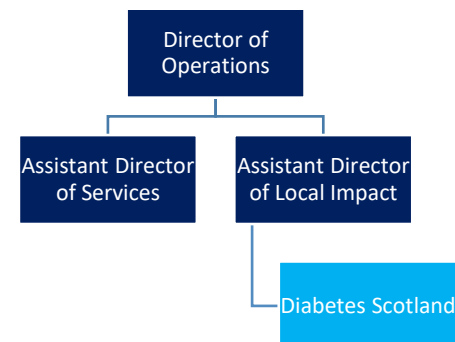 Director of
Operations
Assistant Director
of Services
Assistant Director
of Local Impact
Diabetes Scotland